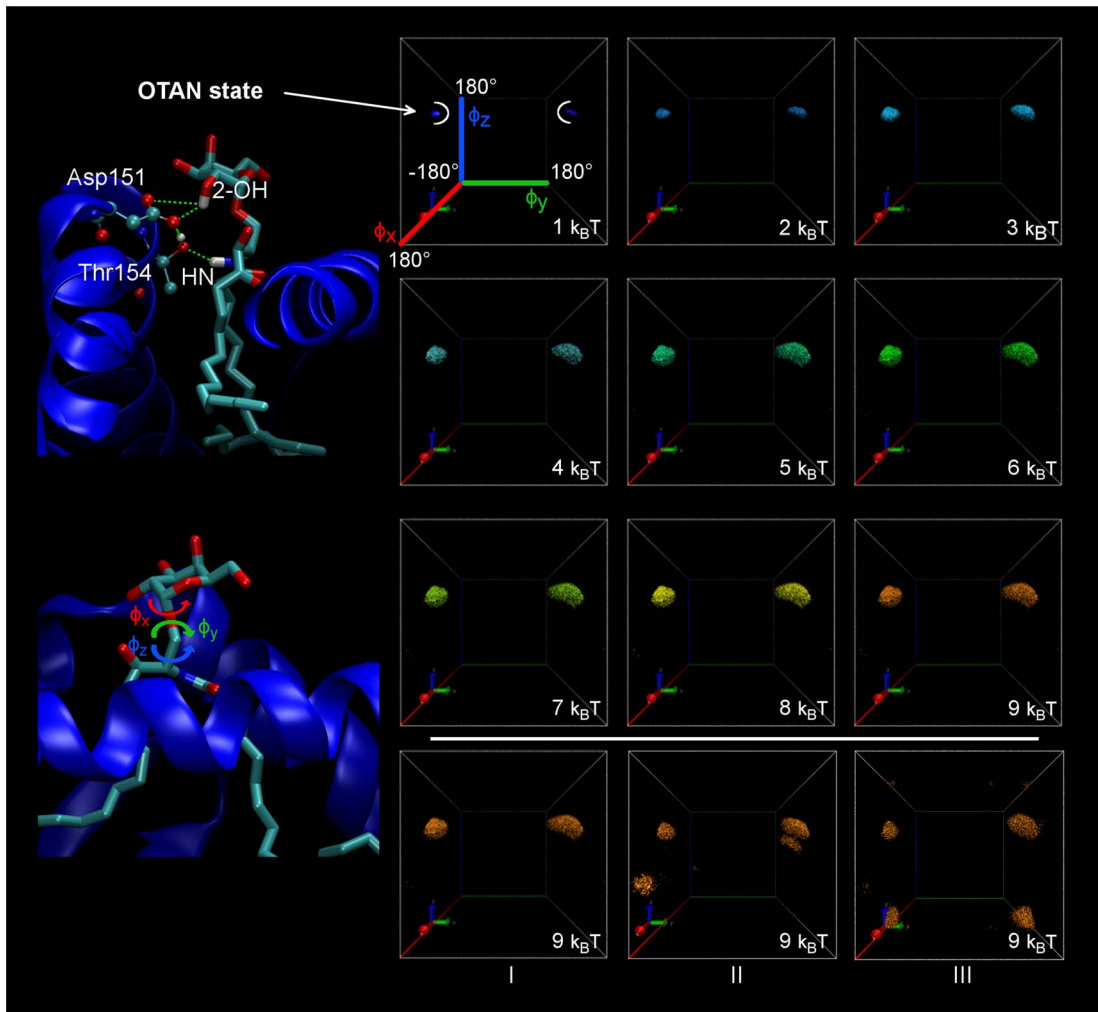 OTAN state
Asp151
2-OH
Thr154
HN
180°
ϕz
-180°
180°
ϕy
ϕx
180°
1 kBT
2 kBT
3 kBT
4 kBT
5 kBT
6 kBT
ϕx
ϕy
ϕz
7 kBT
8 kBT
9 kBT
9 kBT
9 kBT
9 kBT
I
II
III